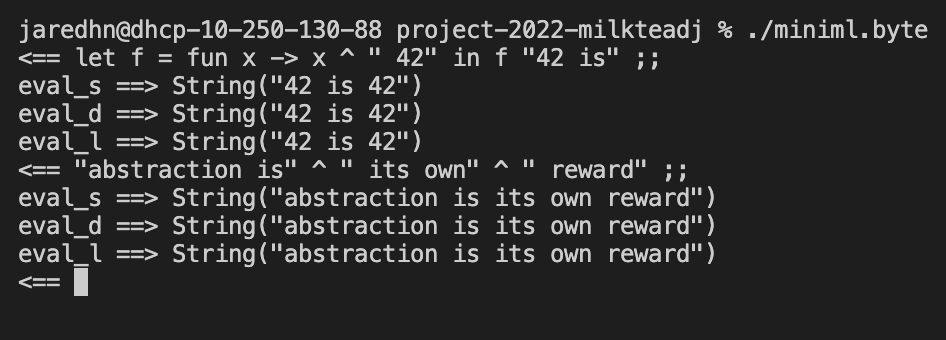 jaredhn@dhcp-10-250-130-88 project-2022-milkteadj % ./miniml.byte
<== let f = fun x -> x ^ " 42" in f "42 is" ;;
eval_s ==> String("42 is 42")
eval_d ==> String("42 is 42")
eval_l ==> String("42 is 42")
<== "abstraction is" ^ " its own" ^ " reward" ;;
eval_s ==> String("abstraction is its own reward")
eval_d ==> String("abstraction is its own reward")
eval_l ==> String("abstraction is its own reward")
<==